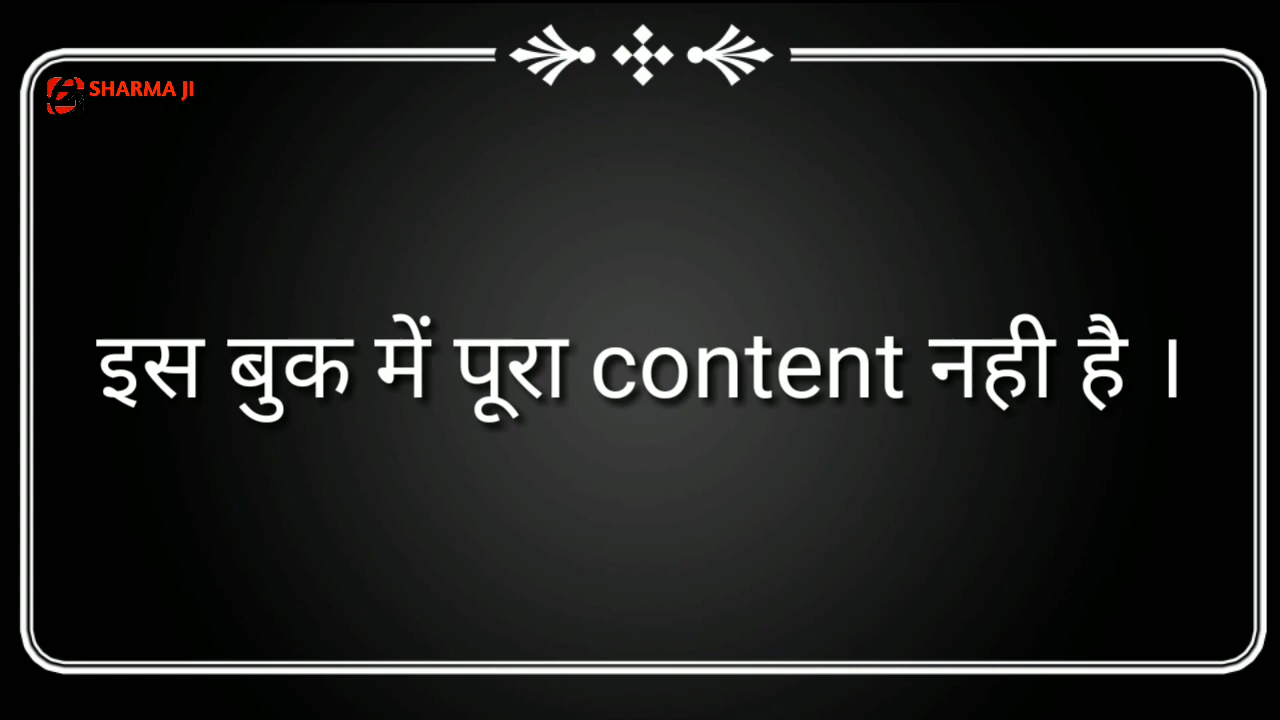 SHARMA JI
इस बुक में पूरा content नही है ।